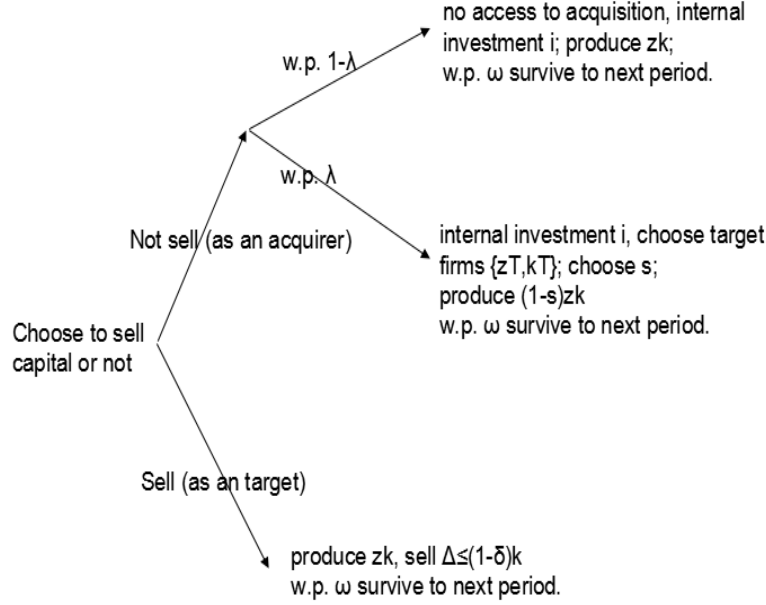 no access to acquisition, internal
investment i; produce zk;
w.p. ω survive to next period.
w.p. 1-λ
w.p. λ
Not sell (as an acquirer)
internal investment i, choose target
firms {zT,kT}; choose s;
produce (1-s)zk
w.p. ω survive to next period.
Choose to sell
capital or not
Sell (as an target)
produce zk, sell Δ≤(1-δ)k
w.p. ω survive to next period.